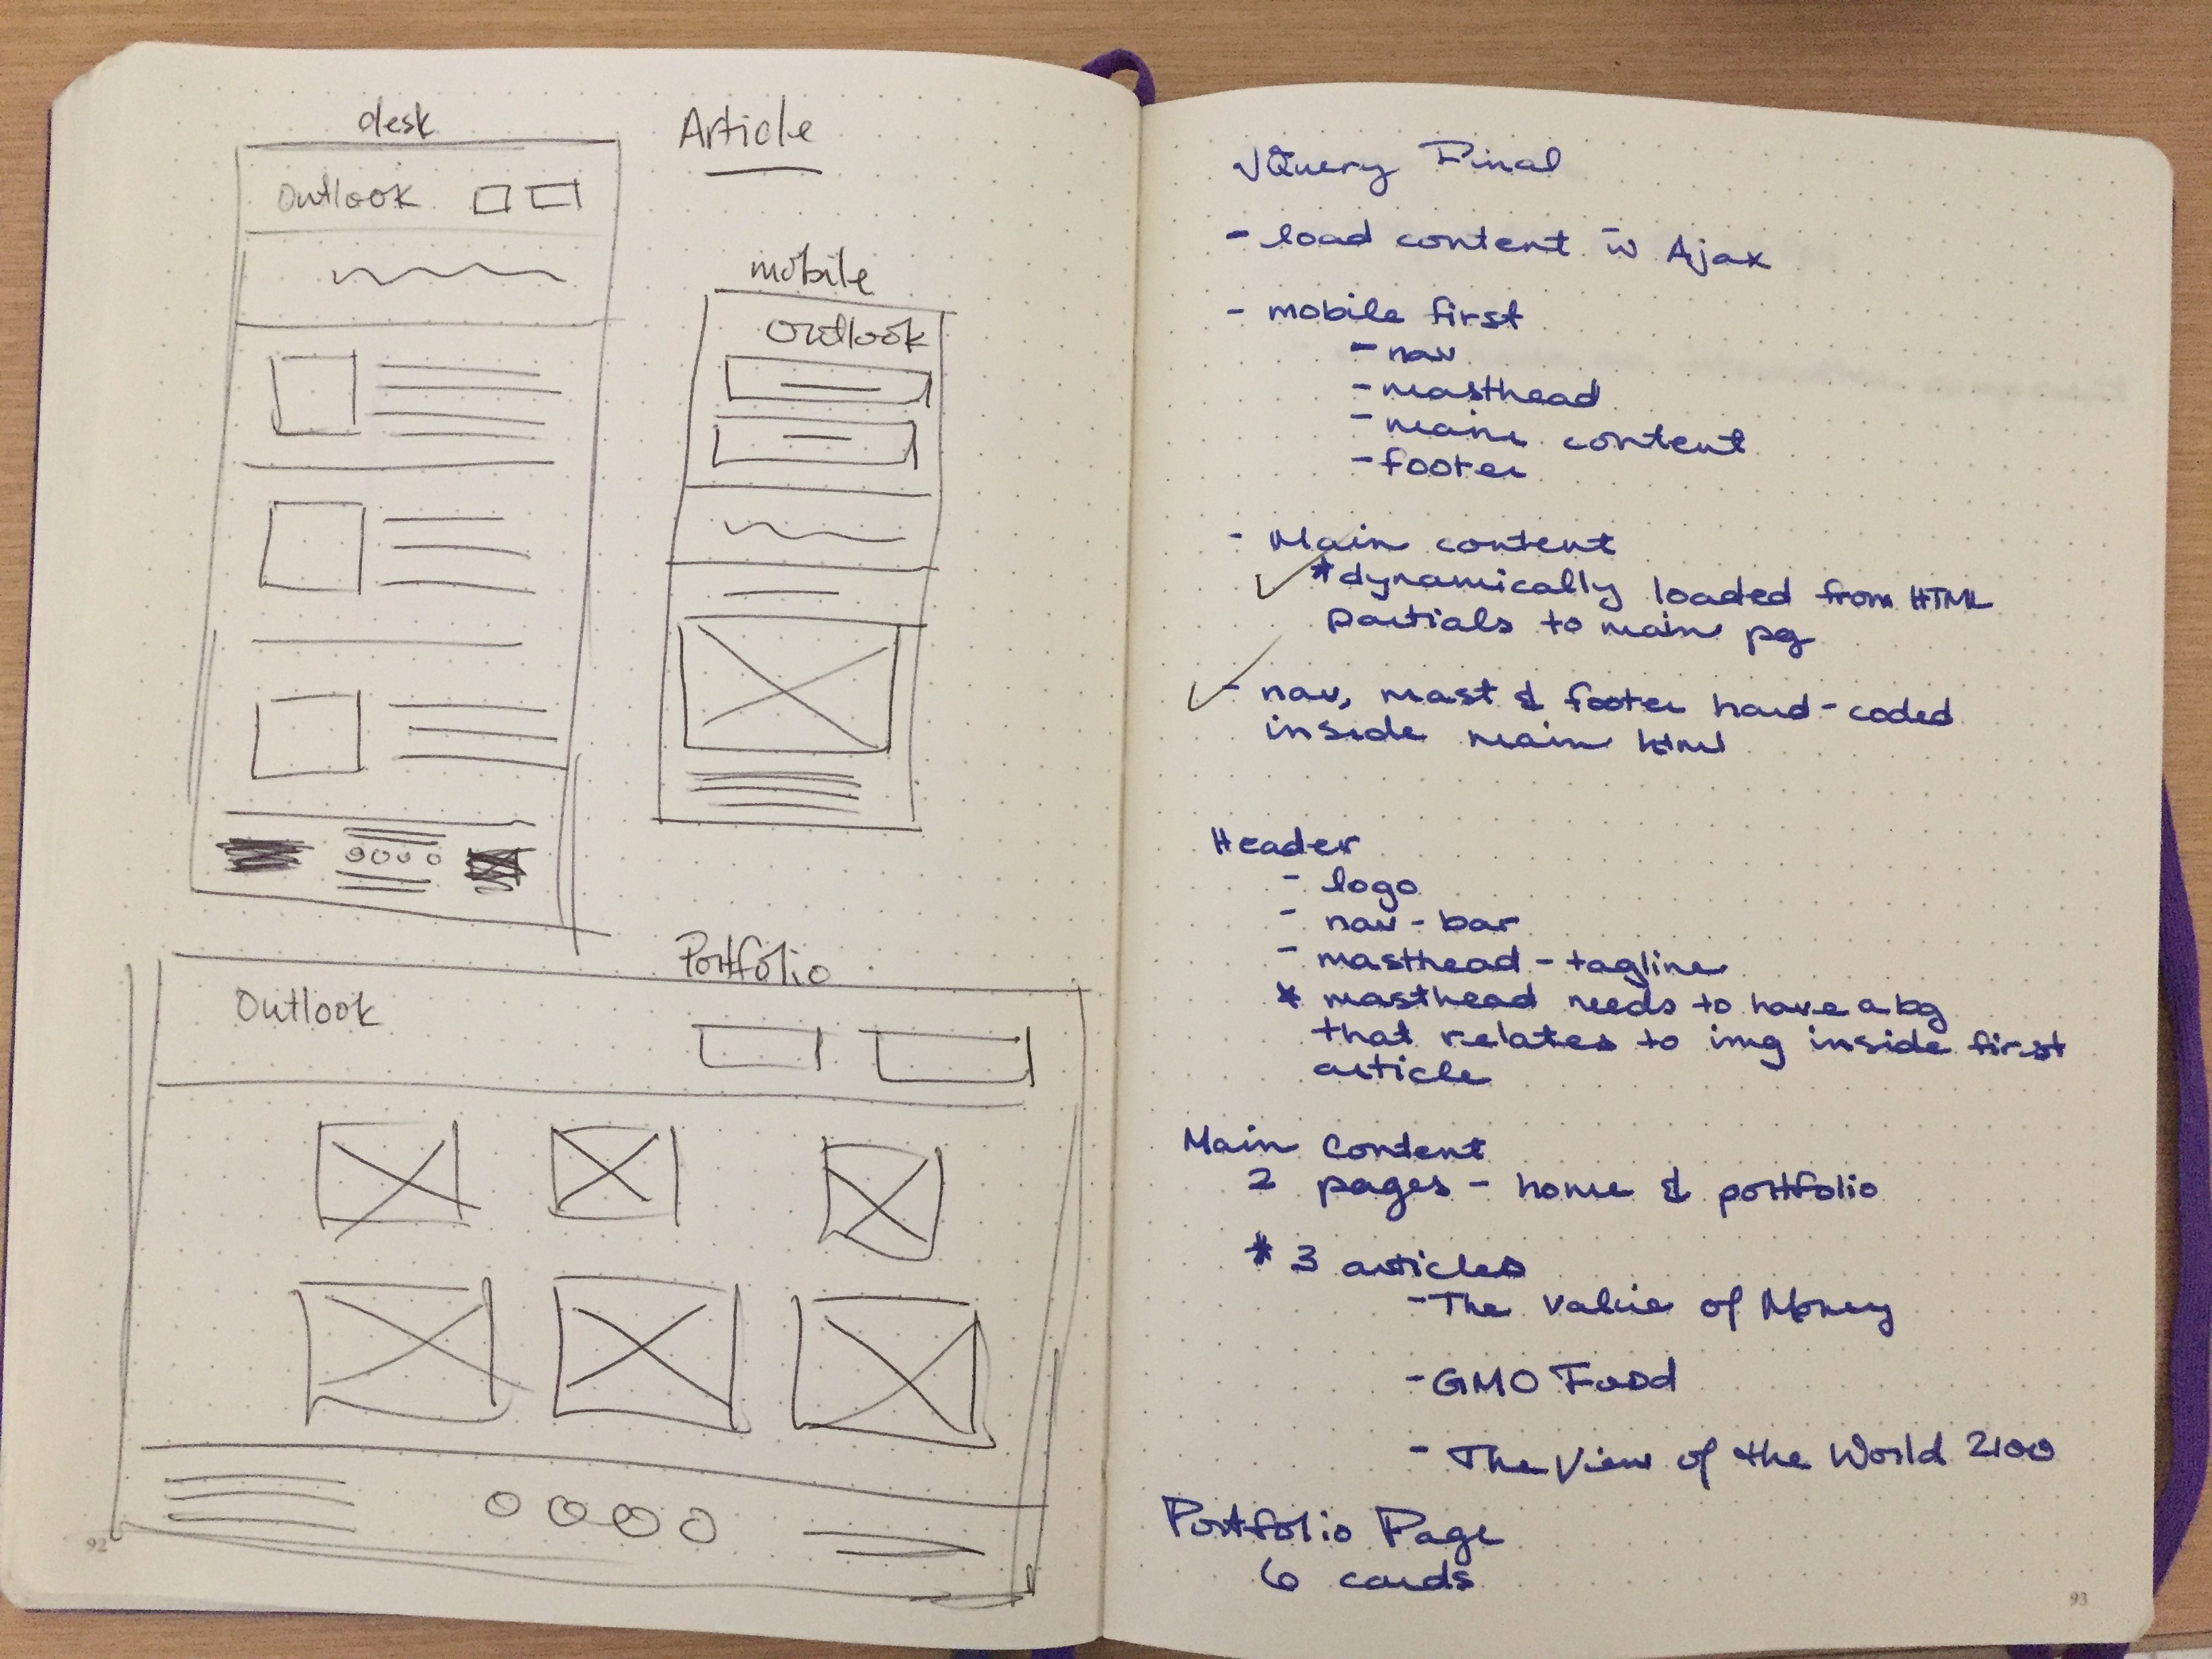 desk
Outlook
Article
mobile
Outlook
Portfolio
Outlook
92
JQuery Final
- load content w Ajax
- mobile first
- nav
- masthead
- main content
- footer
- Main content
* dynamically loaded from HTML
partials to main pg
- nav, mast & footer hard-coded
inside main html
Header
- logo
- nav-bar
- masthead - tagline
* masthead needs to have a bg
that relates to img inside first
article
Main Content
2 pages - home & portfolio
* 3 articles
- The Value of Money
- GMO Food
- The View of the World 2100
Portfolio Page
6 cards
93